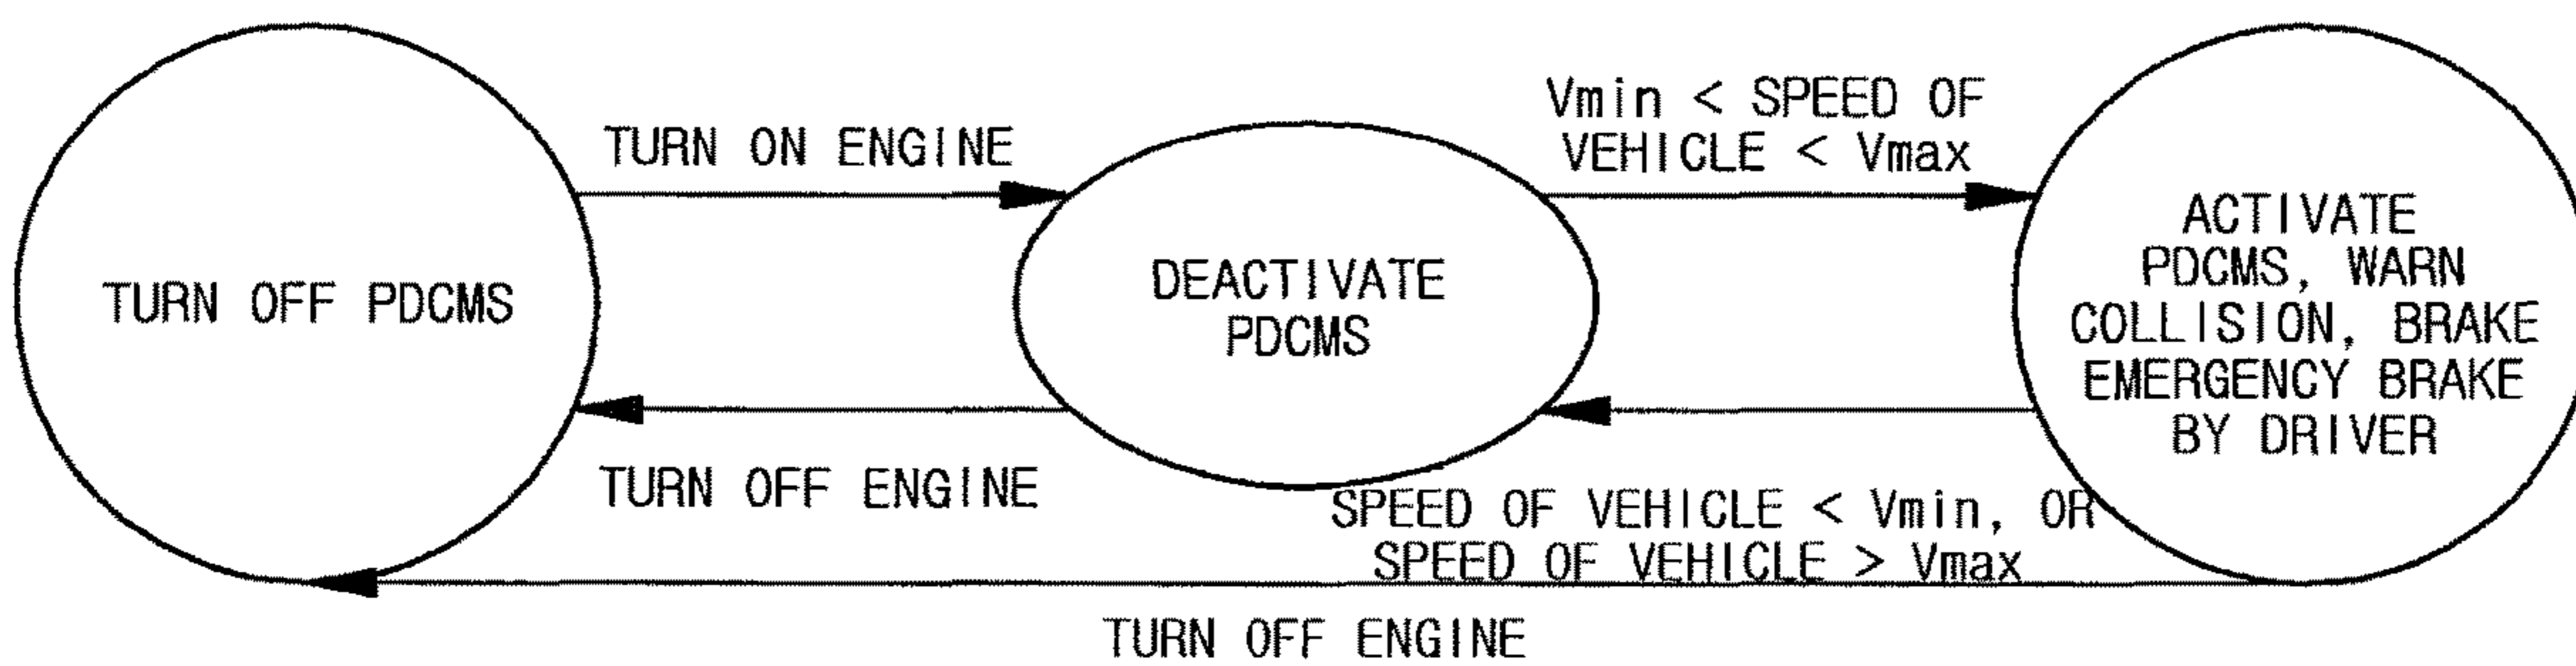 TURN OFF PDCMS
TURN ON ENGINE
TURN OFF ENGINE
DEACTIVATE
PDCMS
Vmin < SPEED OF
VEHICLE < Vmax
SPEED OF VEHICLE < Vmin, OR
SPEED OF VEHICLE > Vmax
ACTIVATE
PDCMS, WARN
COLLISION, BRAKE
EMERGENCY BRAKE
BY DRIVER
TURN OFF ENGINE